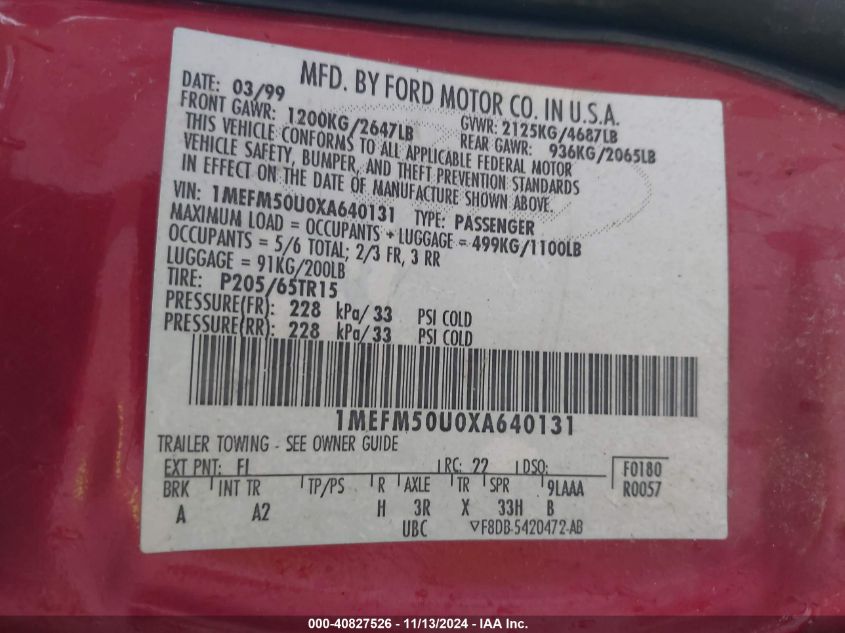 MFD. BY FORD MOTOR CO. IN U.S.A.
DATE: 03/99 GVWR: 2125KG/4687LB
FRONT GAWR: 1200KG/2647LB REAR GAWR: 936KG/2065LB
THIS VEHICLE CONFORMS TO ALL APPLICABLE FEDERAL MOTOR
VEHICLE SAFETY, BUMPER, AND THEFT PREVENTION STANDARDS
IN EFFECT ON THE DATE OF MANUFACTURE SHOWN ABOVE.
VIN: 1MEFM50U0XA640131 TYPE: PASSENGER
MAXIMUM LOAD = OCCUPANTS + LUGGAGE = 499KG/1100LB
OCCUPANTS = 5/6 TOTAL; 2/3 FR, 3 RR
LUGGAGE = 91KG/200LB
TIRE: P205/65TR15
PRESSURE(FR): 228 kPa/33 PSI COLD
PRESSURE(RR): 228 kPa/33 PSI COLD
1MEFM50U0XA640131
TRAILER TOWING - SEE OWNER GUIDE
EXT PNT: FL RC: 22 DSO: F0180
BRK INT TR TP/PS R AXLE TR SPR 9LAAA R0057
A A2 H 3R X 33H B
UBC ▽F8DB-5420472-AB
000-40827526 - 11/13/2024 - IAA Inc.